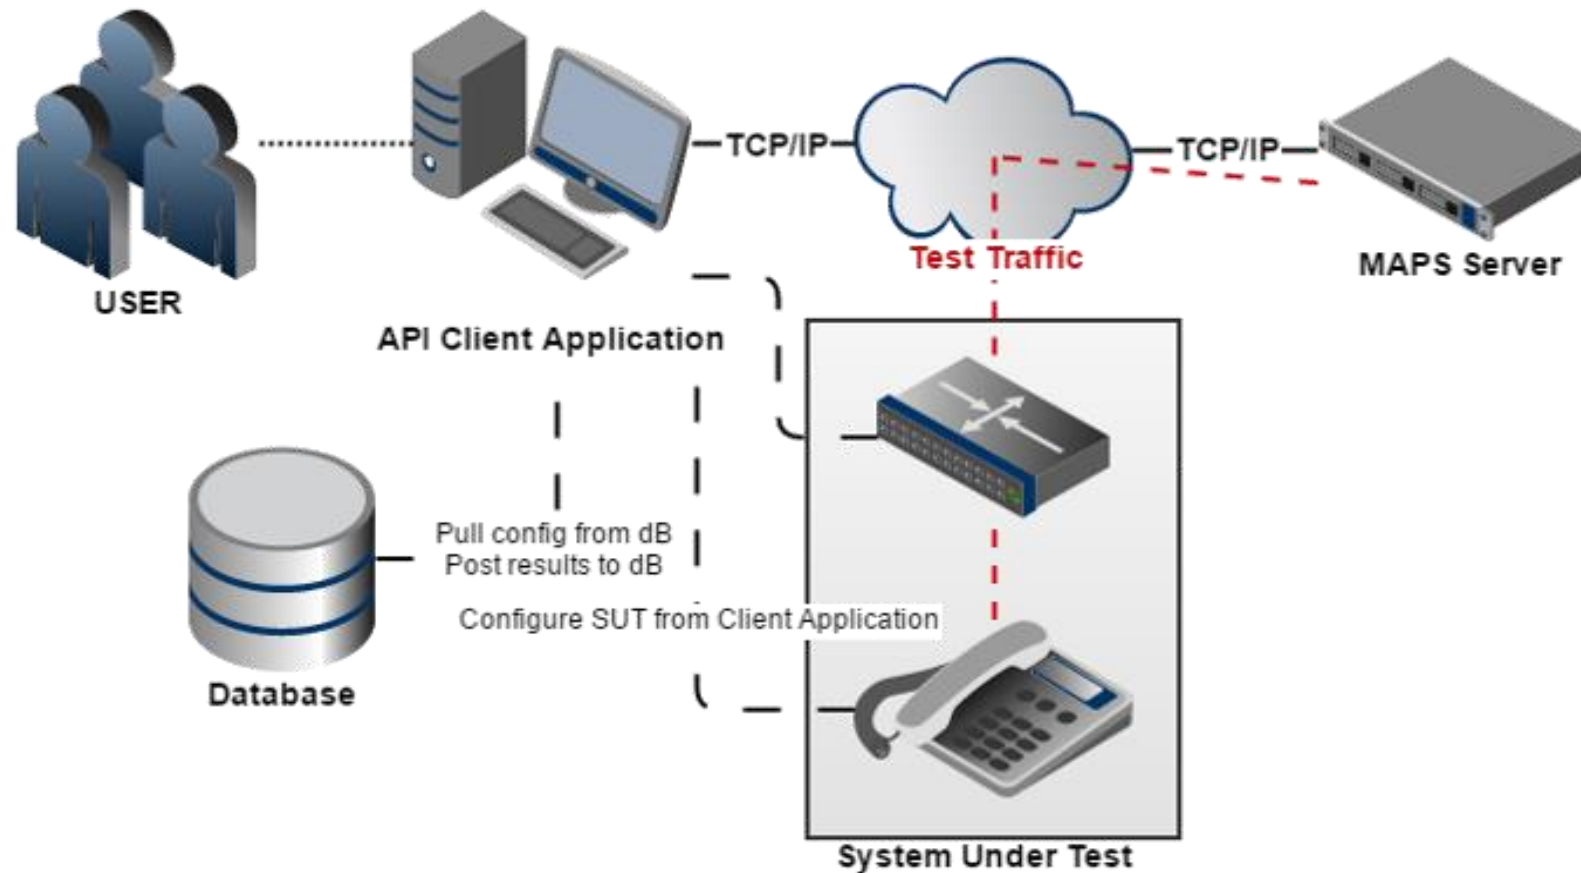 TCP/IP
TCP/IP
Test Traffic
MAPS Server
USER
API Client Application
Pull config from dB
Post results to dB
Configure SUT from Client Application
Database
System Under Test